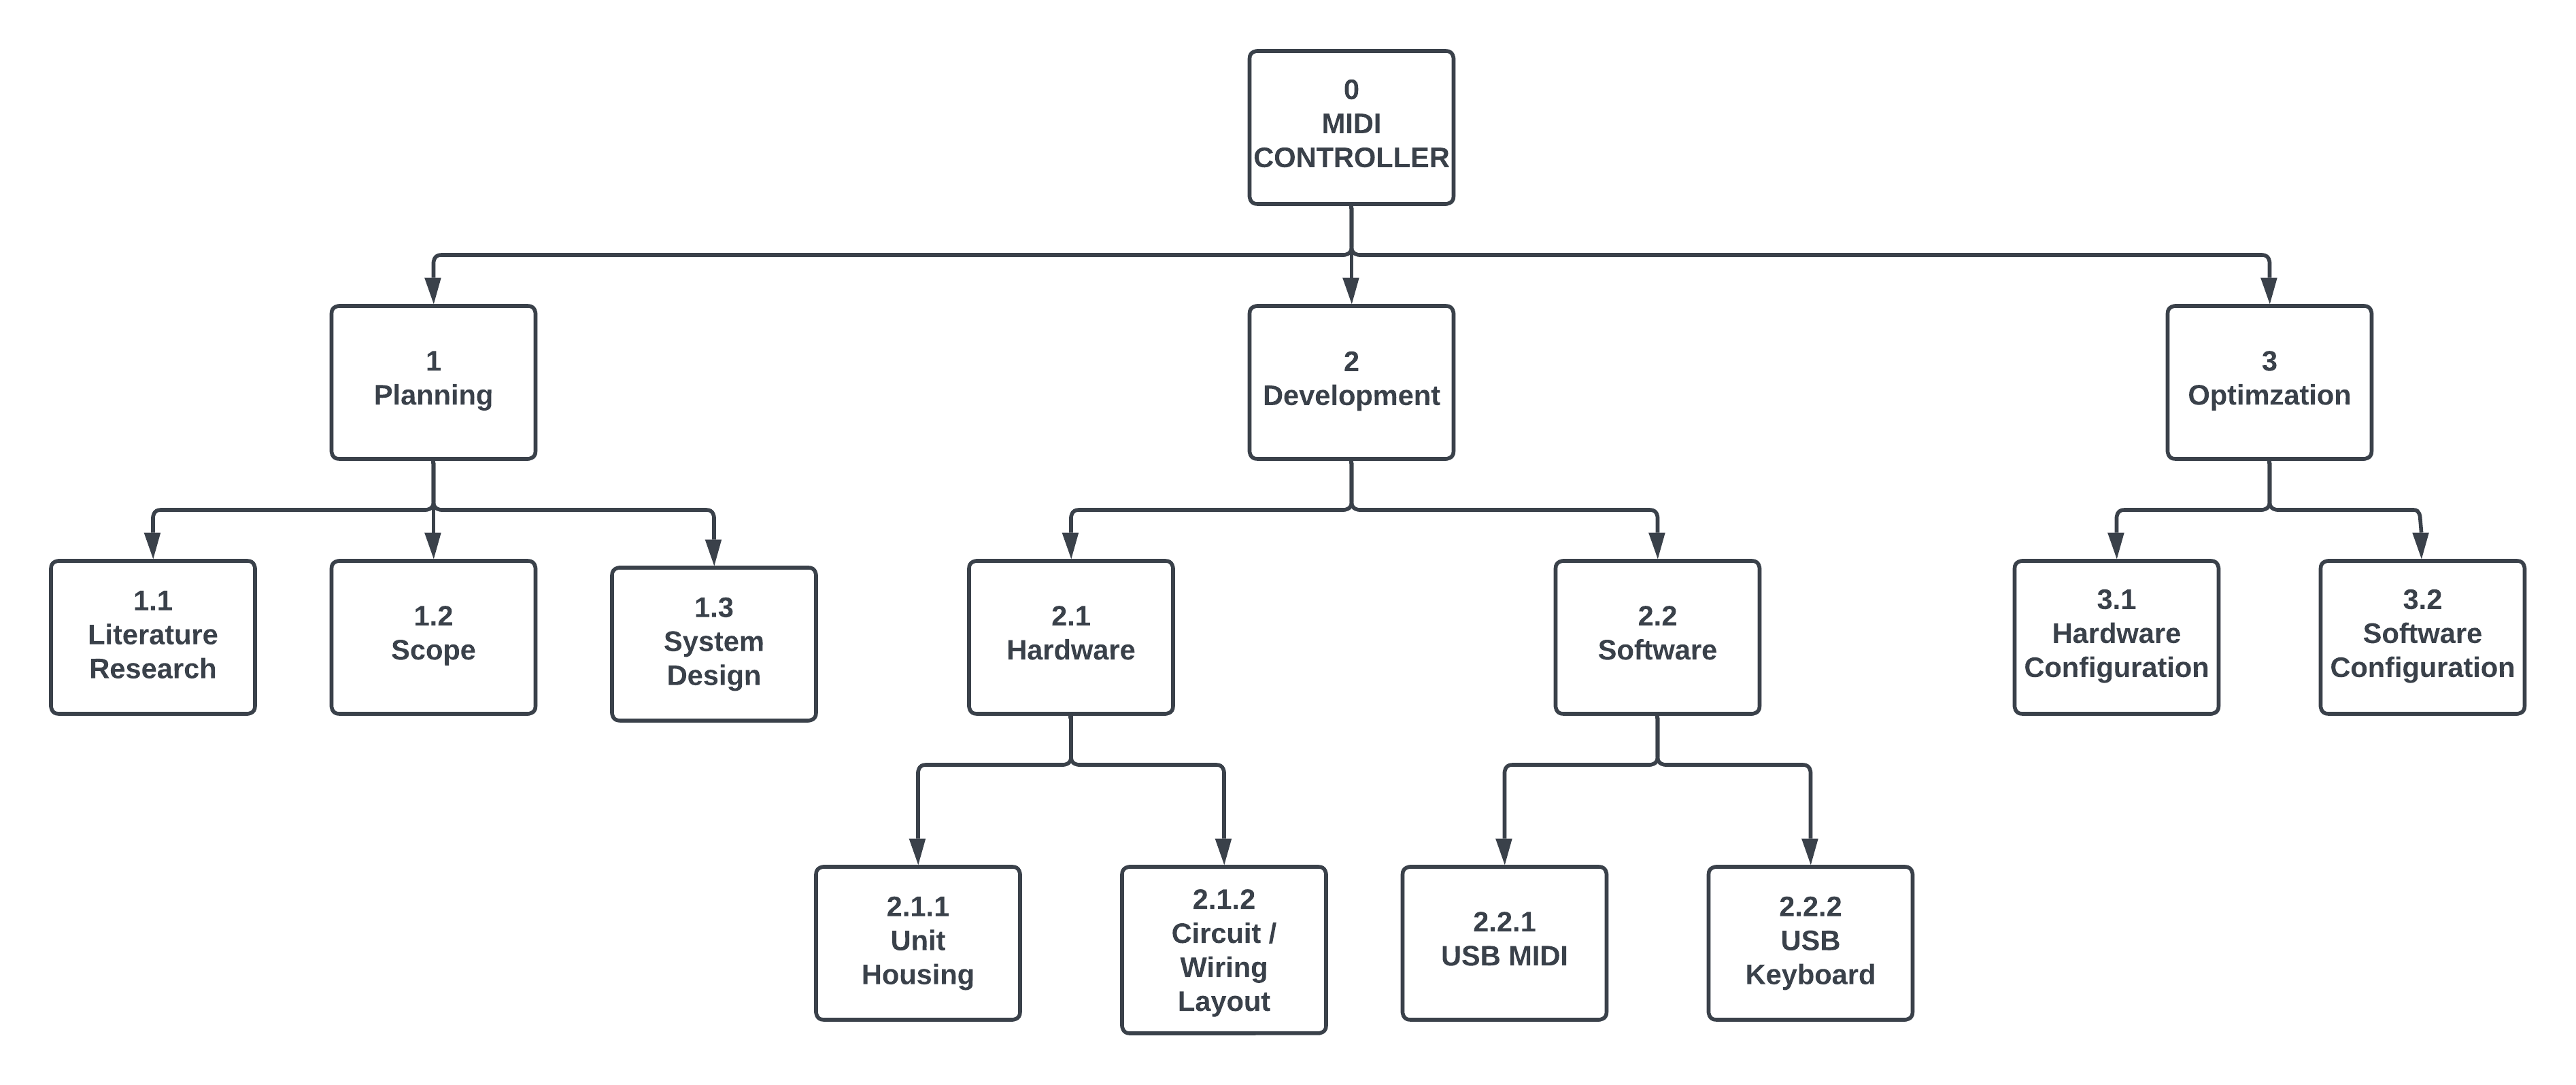 0
MIDI
CONTROLLER
1
Planning
2
Development
3
Optimzation
1.1
Literature
Research
1.2
Scope
1.3
System
Design
2.1
Hardware
2.2
Software
3.1
Hardware
Configuration
3.2
Software
Configuration
2.1.1
Unit
Housing
2.1.2
Circuit /
Wiring
Layout
2.2.1
USB MIDI
2.2.2
USB
Keyboard